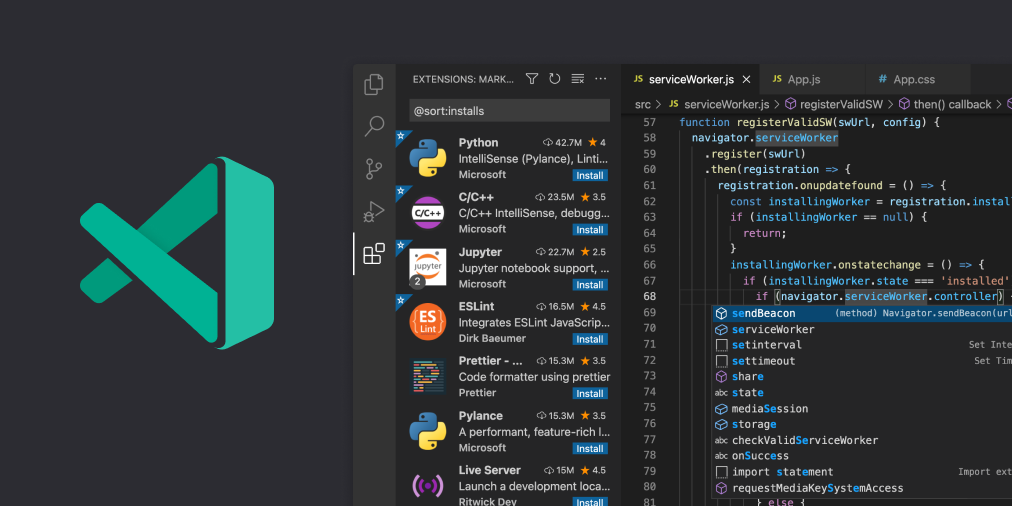 EXTENSIONS: MARK...
@sort:installs
Python 42.7M ★ 4
IntelliSense (Pylance), Linti...
Microsoft Install
C/C++ 23.5M ★ 3.5
C/C++
C/C++ IntelliSense, debugg...
Microsoft Install
Jupyter 22.7M ★ 2.5
jupyter
Jupyter notebook support, ...
2
Microsoft Install
ESLint 16.5M ★ 4.5
ES
Lint
Integrates ESLint JavaScrip...
Dirk Baeumer Install
Prettier - ... 15.3M ★ 3.5
Code formatter using prettier
Prettier Install
Pylance 15.3M ★ 3.5
A performant, feature-rich l...
Microsoft Install
Live Server 15M ★ 4.5
Launch a development loca...
Ritwick Dey Install
JS serviceWorker.js × JS App.js # App.css
src > JS serviceWorker.js > registerValidSW > then() callback >
57 function registerValidSW(swUrl, config) {
58 navigator.serviceWorker
59 .register(swUrl)
60 .then(registration => {
61 registration.onupdatefound = () => {
62 const installingWorker = registration.instal
63 if (installingWorker == null) {
64 return;
65 }
66 installingWorker.onstatechange = () => {
67 if (installingWorker.state === 'installed'
68 if (navigator.serviceWorker.controller) {
69 sendBeacon (method) Navigator.sendBeacon(url
70 serviceWorker
71 setinterval Set Inte
72 settimeout Set Tim
73 share
74 abc state
75 mediaSession
76 storage
77 abc checkValidServiceWorker
78 abc onSuccess
79 import statement Import ext
80 requestMediaKeySystemAccess
81 } else {